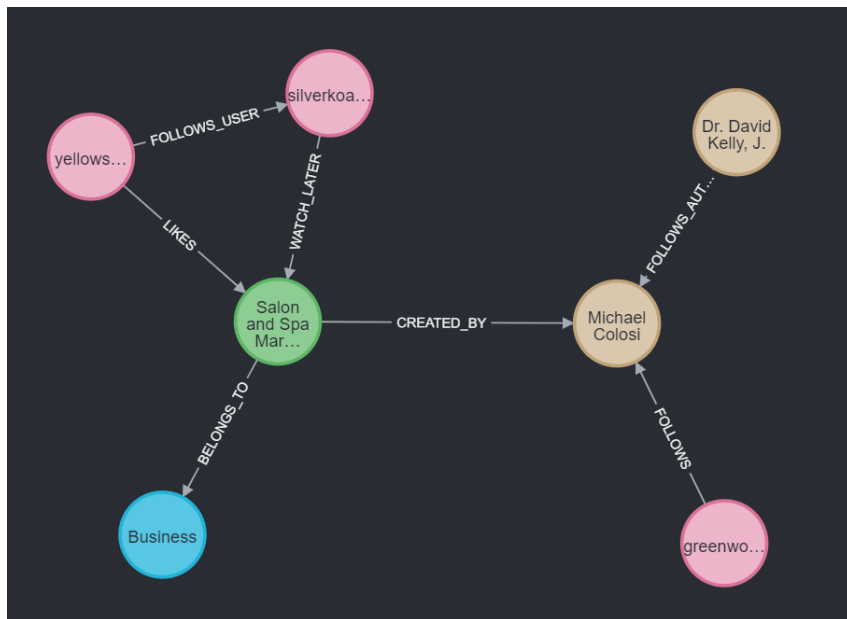 silverkoa…
yellows…
FOLLOWS_USER
Dr. David
Kelly, J.
LIKES
WATCH_LATER
FOLLOWS_AUT…
Salon
and Spa
Mar…
CREATED_BY
Michael
Colosi
BELONGS_TO
FOLLOWS
Business
greenwo…